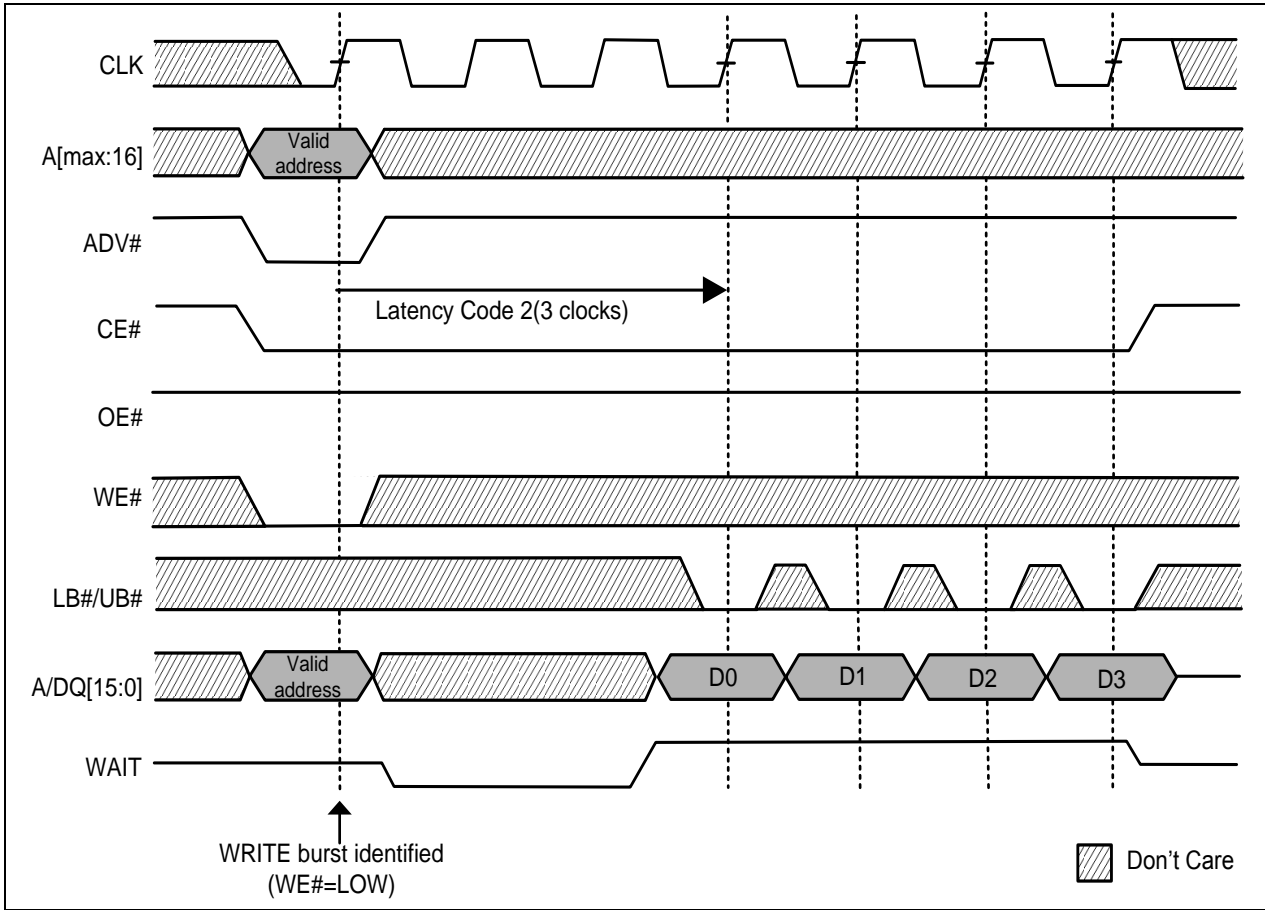 CLK
A[max:16]
Valid
address
ADV#
Latency Code 2(3 clocks)
CE#
OE#
WE#
LB#/UB#
A/DQ[15:0]
Valid
address
D0
D1
D2
D3
WAIT
WRITE burst identified
(WE#=LOW)
Don't Care